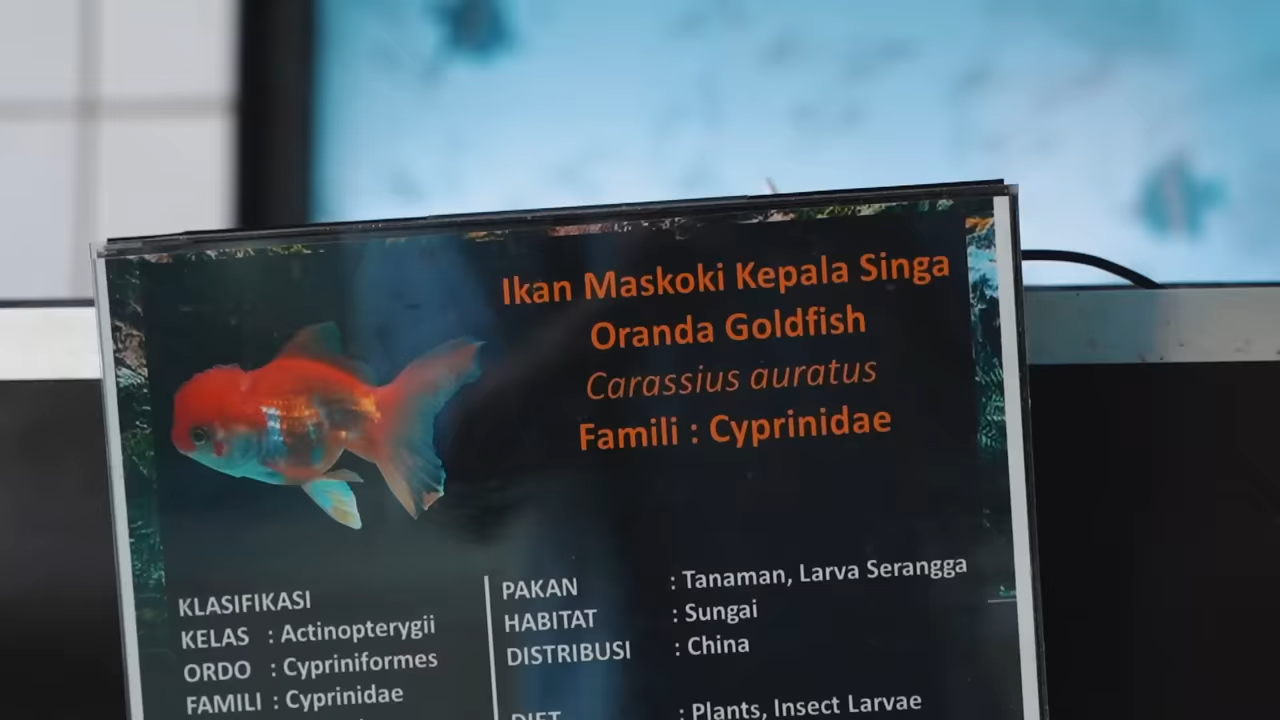 Ikan Maskoki Kepala Singa
Oranda Goldfish
Carassius auratus
Famili : Cyprinidae
KLASIFIKASI
KELAS : Actinopterygii
ORDO : Cypriniformes
FAMILI : Cyprinidae
PAKAN : Tanaman, Larva Serangga
HABITAT : Sungai
DISTRIBUSI : China
DIET : Plants, Insect Larvae